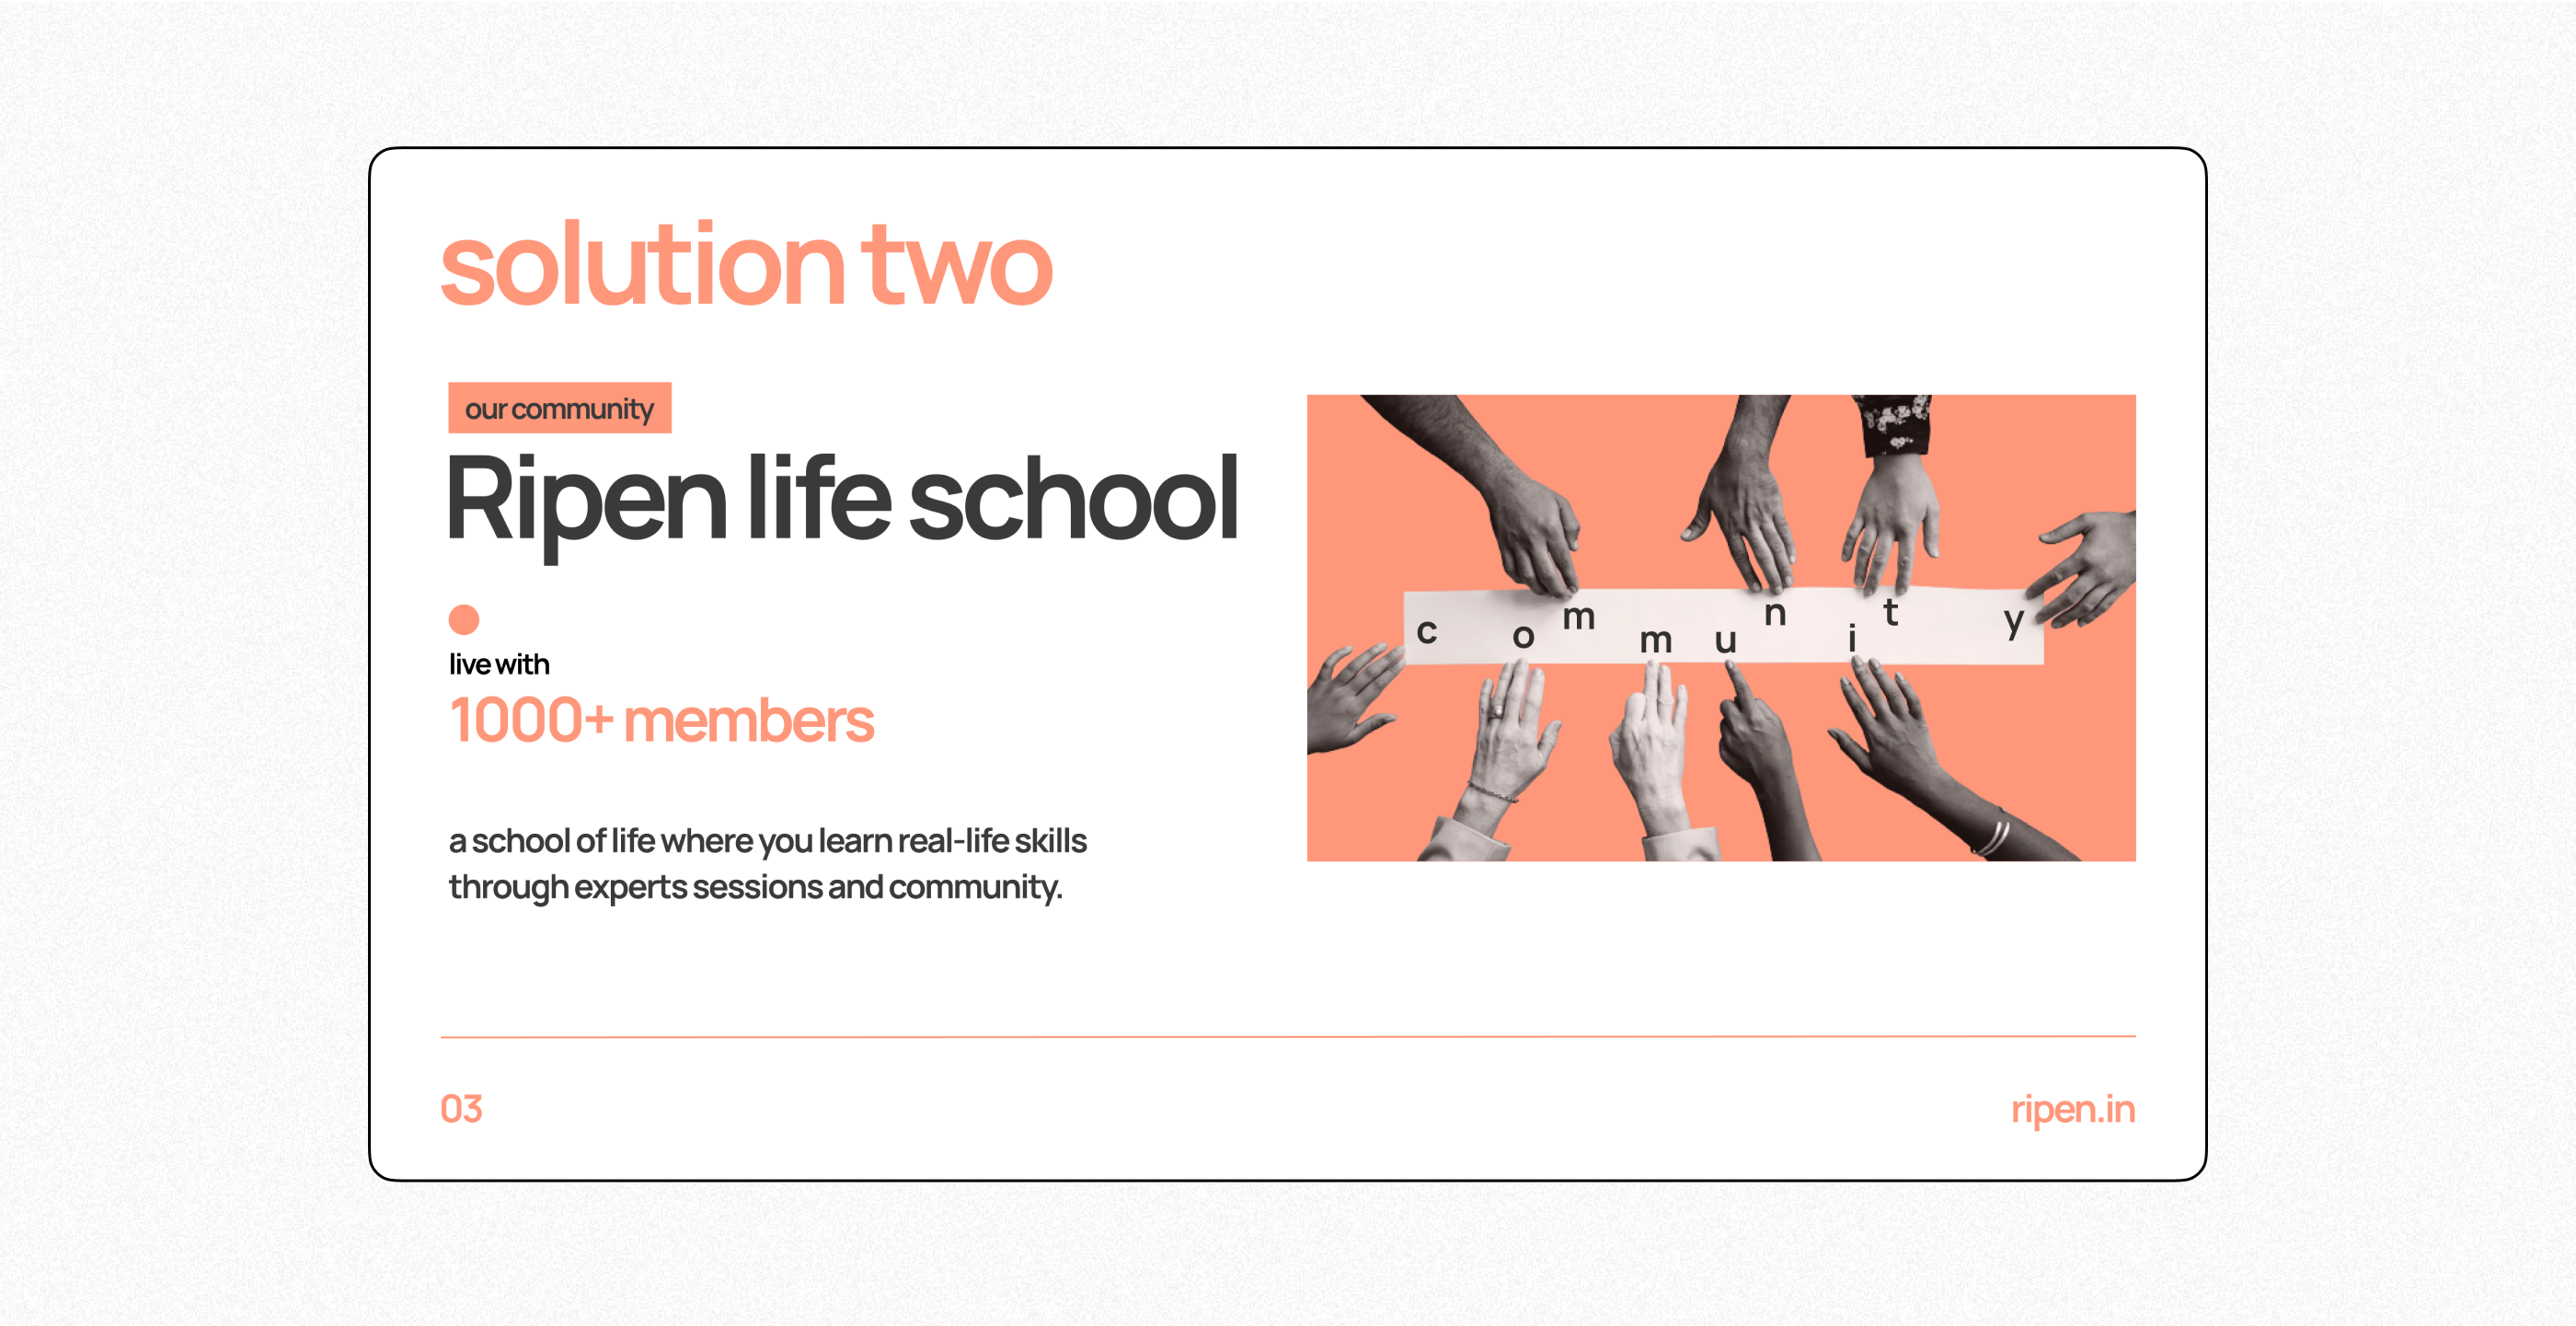 solution two
our community
Ripen life school
live with
1000+ members
a school of life where you learn real-life skills
through experts sessions and community.
c o m m u n i t y
03
ripen.in